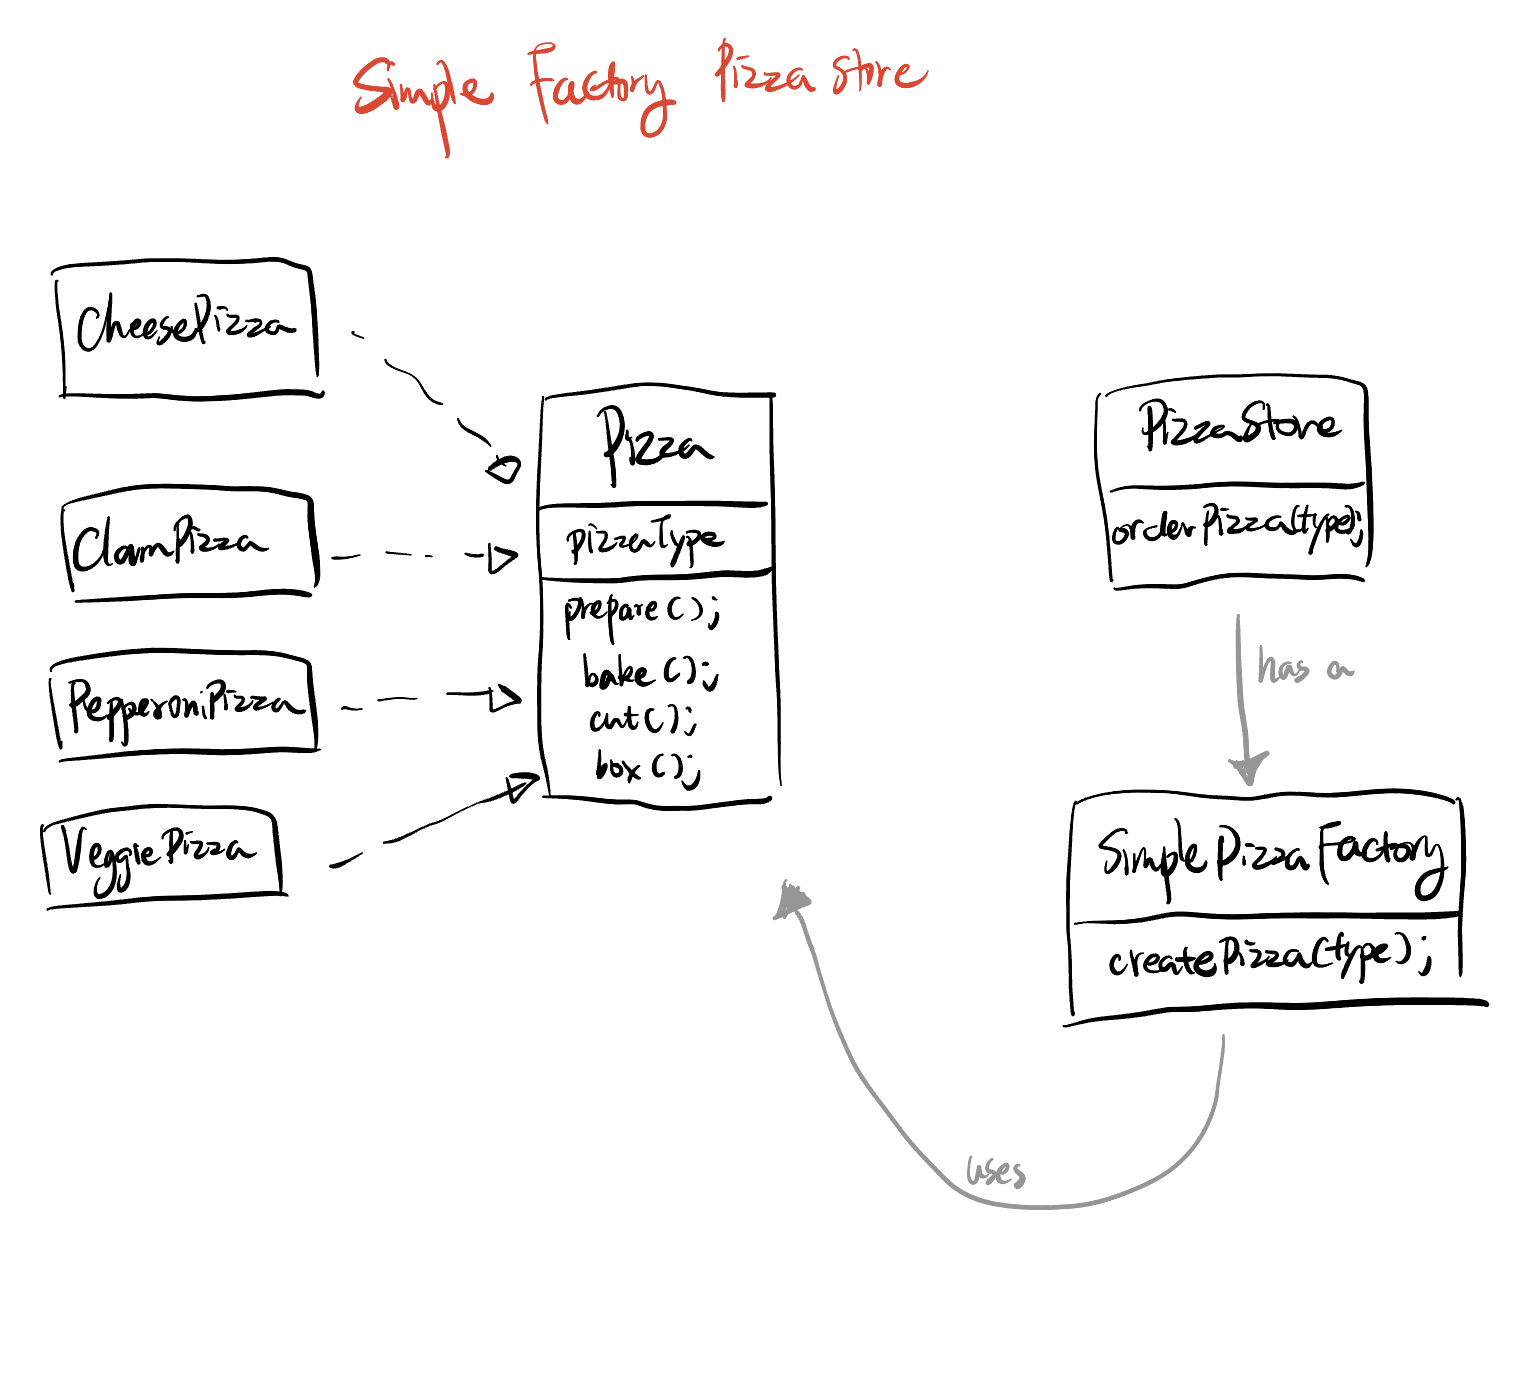 Simple Factory Pizza Store
CheesePizza
ClamPizza
PepperoniPizza
VeggiePizza
Pizza
pizzaType
prepare();
bake();
cut();
box();
PizzaStore
orderPizza(type);
has a
SimplePizzaFactory
createPizza(type);
uses